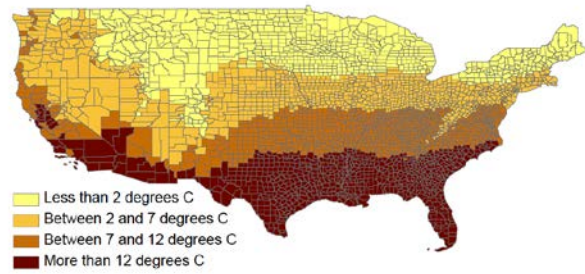 Less than 2 degrees C
Between 2 and 7 degrees C
Between 7 and 12 degrees C
More than 12 degrees C